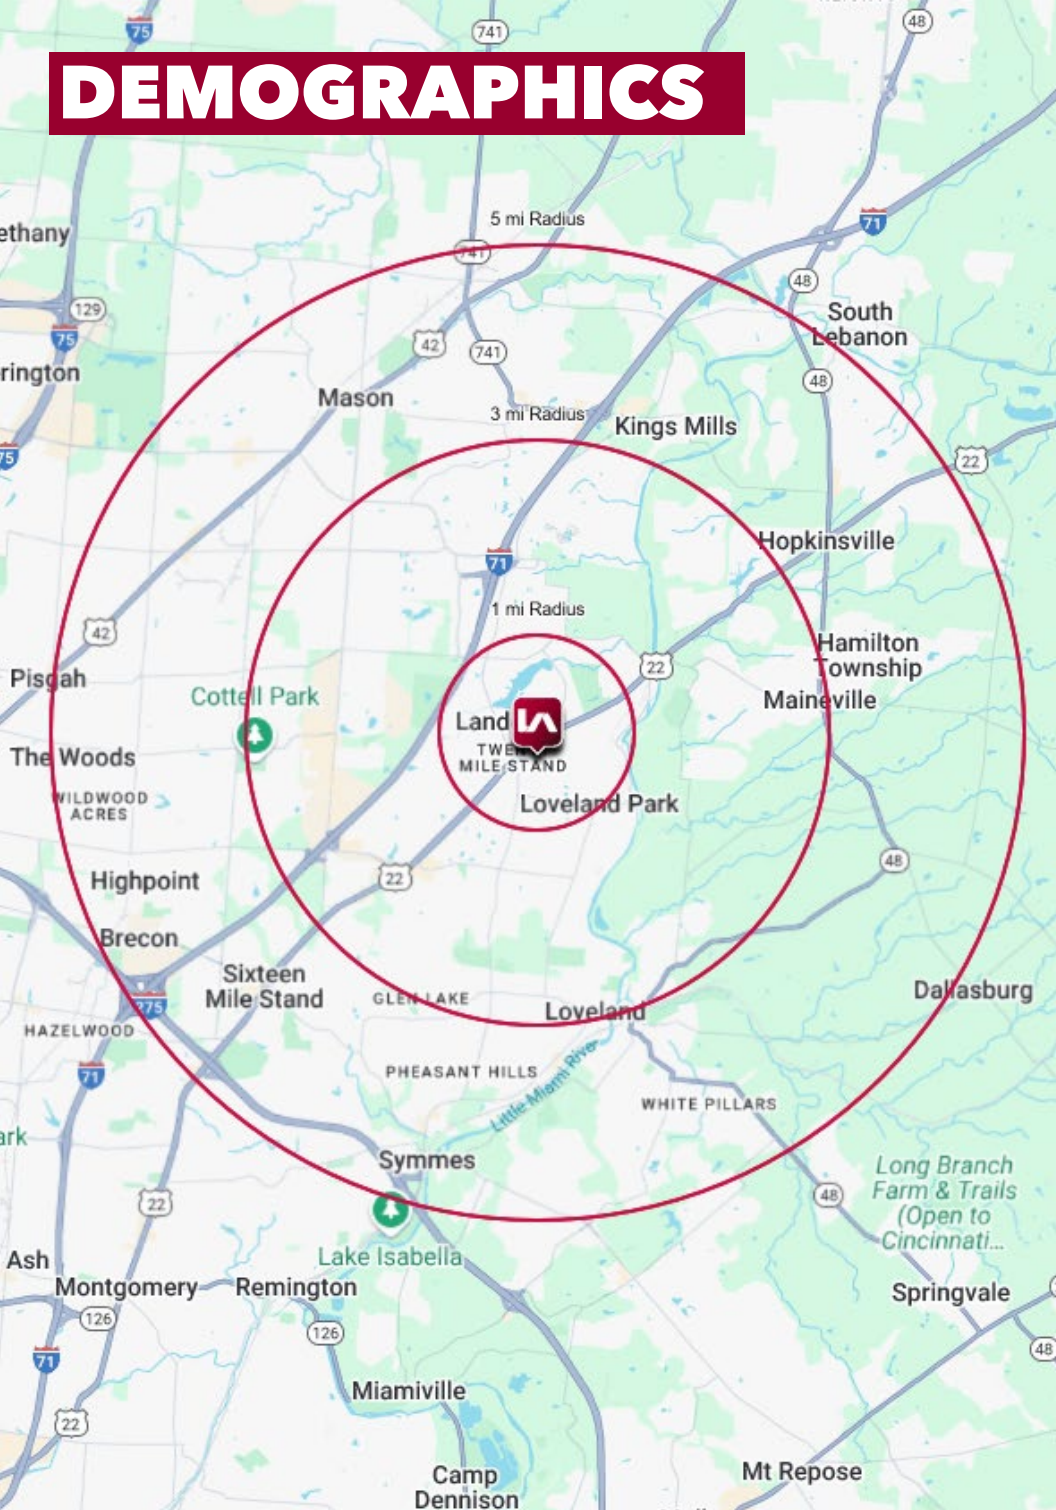 75
741
48
DEMOGRAPHICS
5 mi Radius
71
ethany
741
48
129
South
Lebanon
75
42
741
rington
48
Mason
3 mi Radius
Kings Mills
75
22
Hopkinsville
71
1 mi Radius
42
Hamilton
Township
22
Pisgah
Cottell Park
Maineville
Land
LA
TWEN
MILE STAND
The Woods
WILDWOOD
ACRES
Loveland Park
48
22
Highpoint
Brecon
Sixteen
Mile Stand
GLEN LAKE
Dallasburg
275
Loveland
HAZELWOOD
71
PHEASANT HILLS
Little Miami River
WHITE PILLARS
ark
Symmes
Long Branch
Farm & Trails
(Open to
Cincinnati...
48
22
Lake Isabella
Ash
Montgomery
Remington
Springvale
126
126
48
71
Miamiville
22
Camp
Dennison
Mt Repose